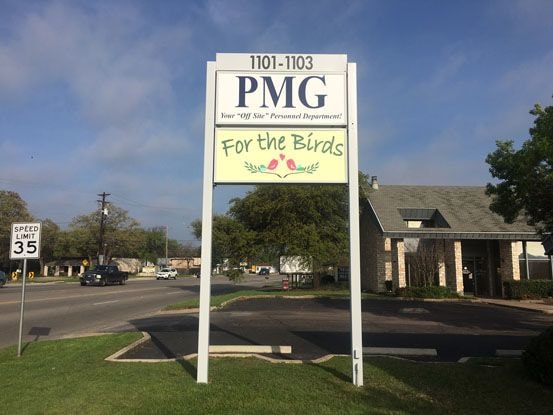 1101-1103
PMG
Your "Off Site" Personnel Department!
For the Birds
SPEED
LIMIT
35